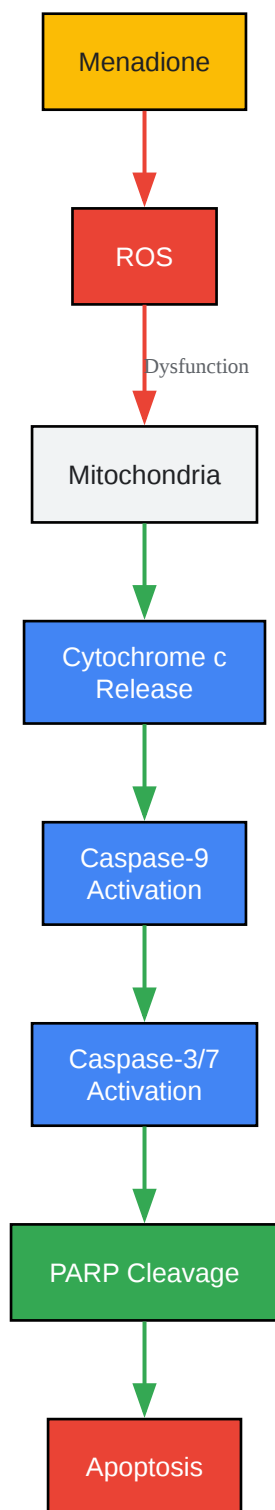 Menadione
ROS
Dysfunction
Mitochondria
Cytochrome c
Release
Caspase-9
Activation
Caspase-3/7
Activation
PARP Cleavage
Apoptosis